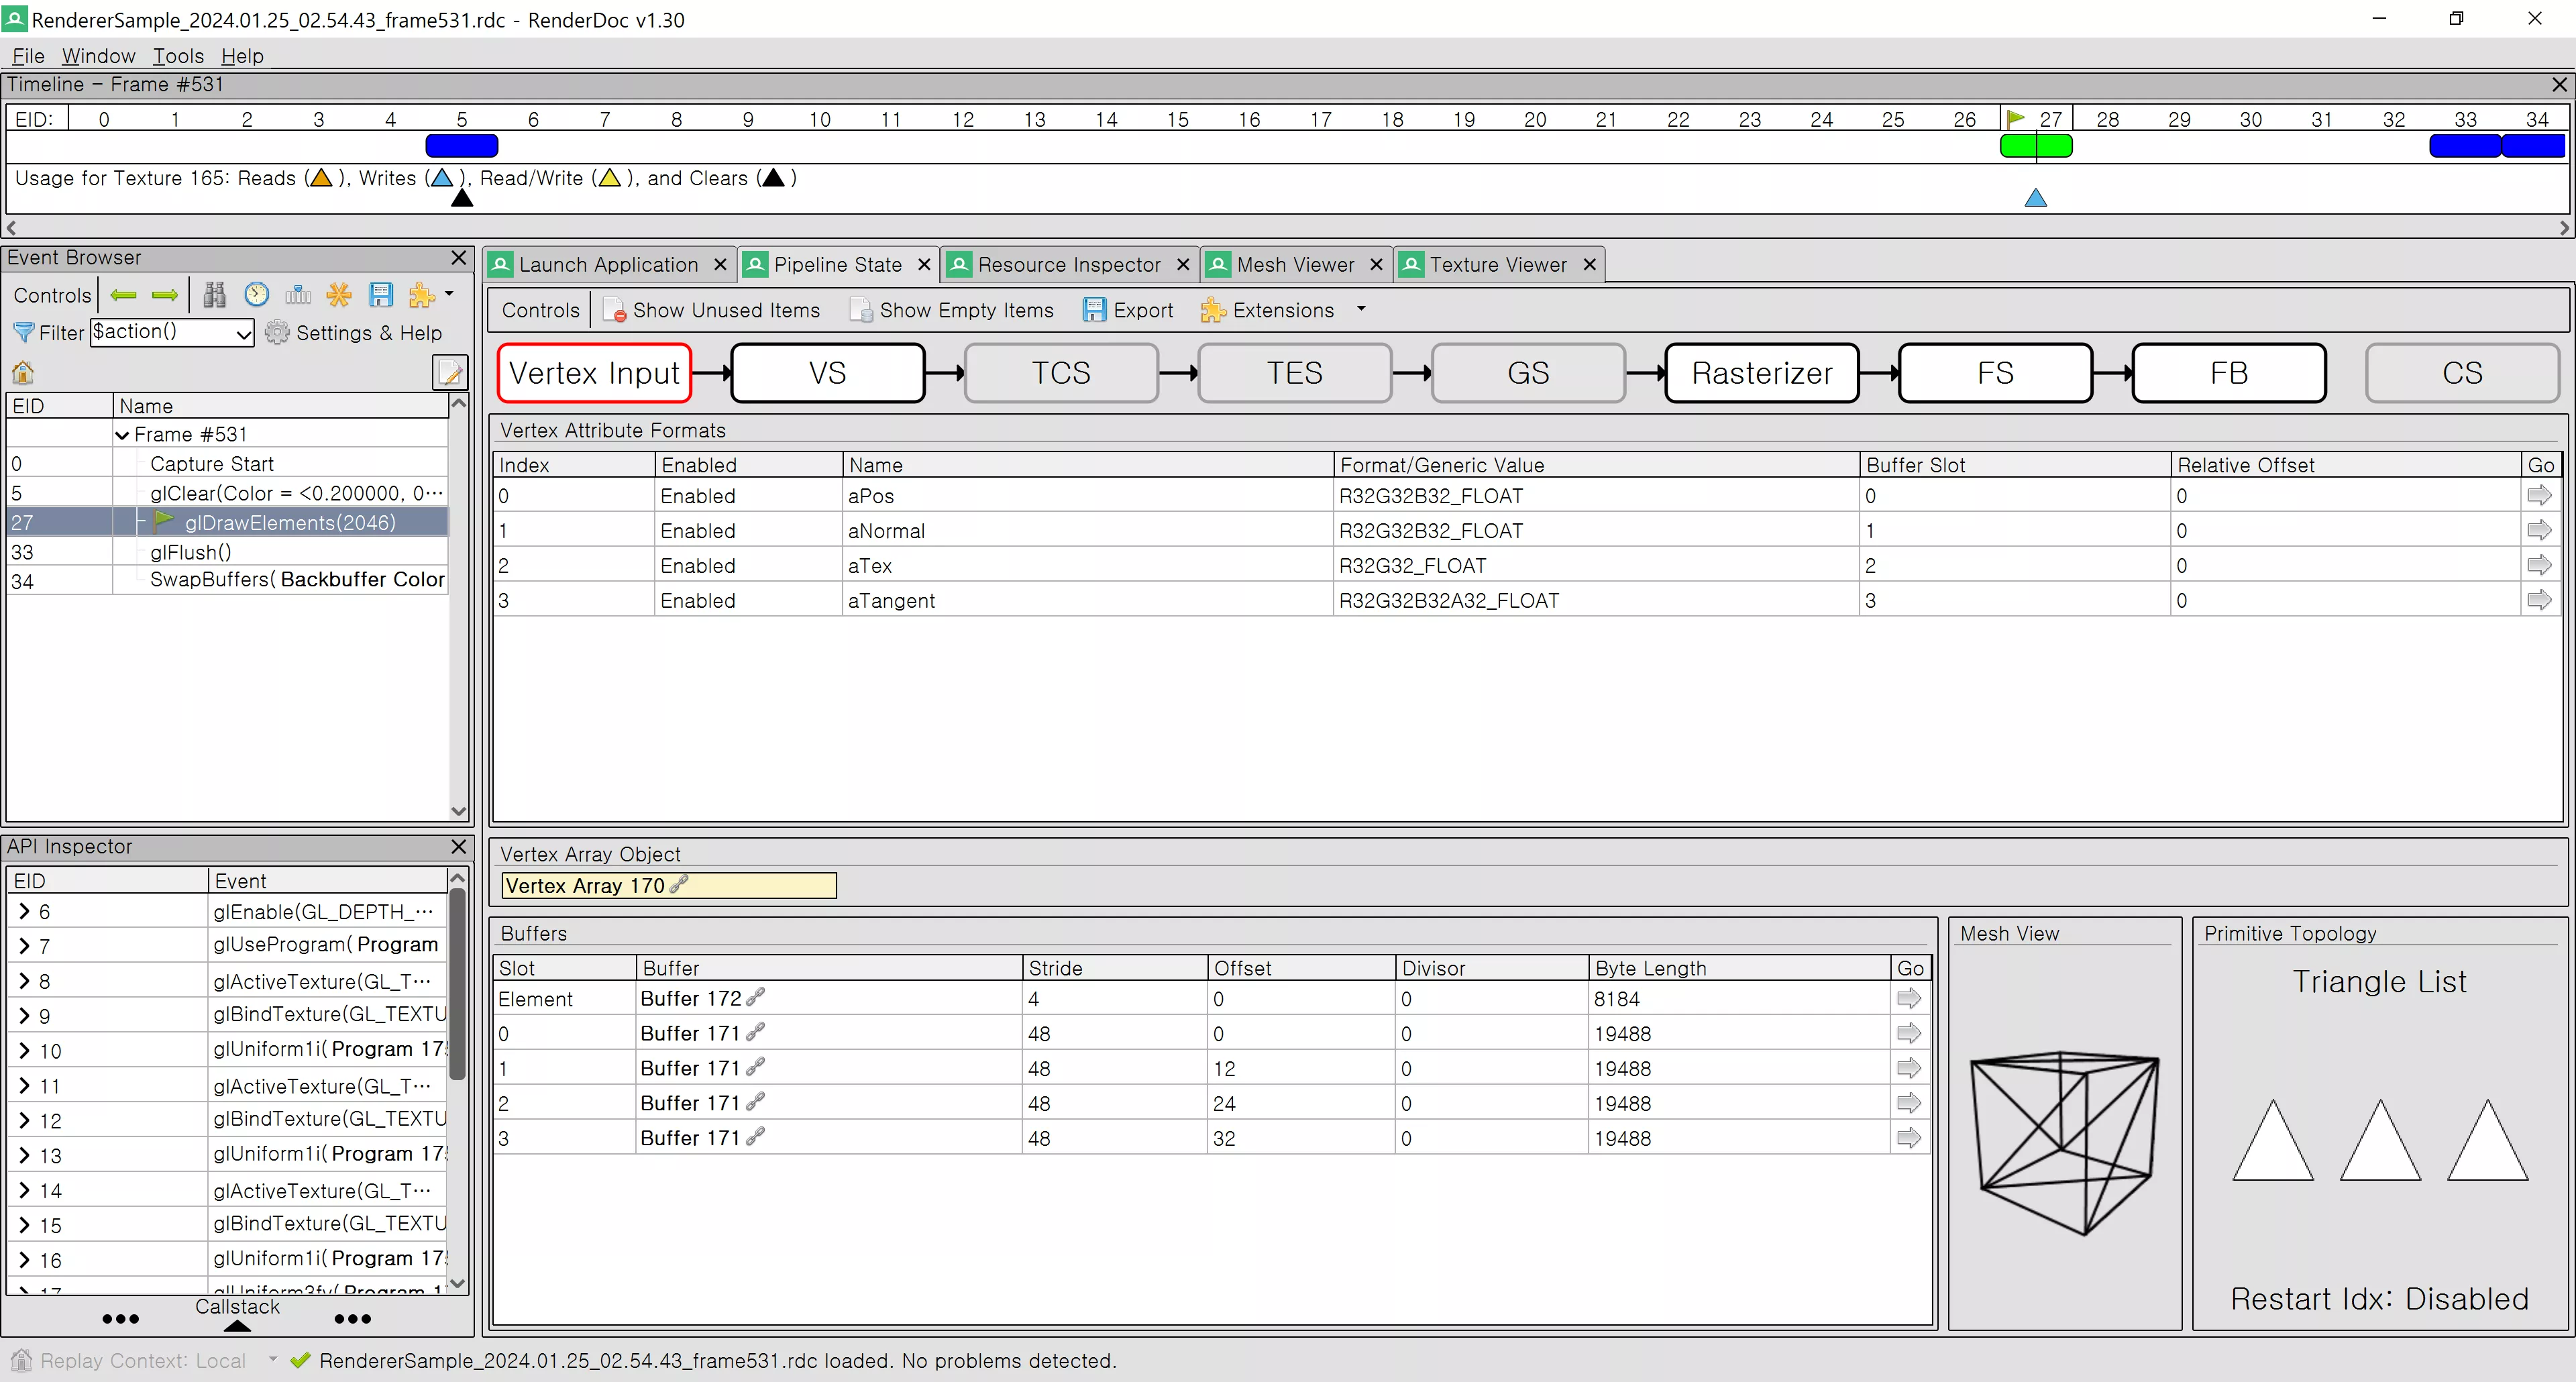 RendererSample_2024.01.25_02.54.43_frame531.rdc - RenderDoc v1.30
File Window Tools Help
Timeline - Frame #531
EID: 0 1 2 3 4 5 6 7 8 9 10 11 12 13 14 15 16 17 18 19 20 21 22 23 24 25 26 27 28 29 30 31 32 33 34
Usage for Texture 165: Reads ( ), Writes ( ), Read/Write ( ), and Clears ( )
Event Browser
Controls
Filter $action() Settings & Help
EID Name
Frame #531
0 Capture Start
5 glClear(Color = <0.200000, 0···
27 glDrawElements(2046)
33 glFlush()
34 SwapBuffers( Backbuffer Color
API Inspector
EID Event
6 glEnable(GL_DEPTH_···
7 glUseProgram( Program
8 glActiveTexture(GL_T···
9 glBindTexture(GL_TEXTU
10 glUniform1i( Program 17
11 glActiveTexture(GL_T···
12 glBindTexture(GL_TEXTU
13 glUniform1i( Program 17
14 glActiveTexture(GL_T···
15 glBindTexture(GL_TEXTU
16 glUniform1i( Program 17
17 glUniform3fv( Program 1
Callstack
Launch Application Pipeline State Resource Inspector Mesh Viewer Texture Viewer
Controls Show Unused Items Show Empty Items Export Extensions
Vertex Input VS TCS TES GS Rasterizer FS FB CS
Vertex Attribute Formats
Index Enabled Name Format/Generic Value Buffer Slot Relative Offset Go
0 Enabled aPos R32G32B32_FLOAT 0 0
1 Enabled aNormal R32G32B32_FLOAT 1 0
2 Enabled aTex R32G32_FLOAT 2 0
3 Enabled aTangent R32G32B32A32_FLOAT 3 0
Vertex Array Object
Vertex Array 170
Buffers
Slot Buffer Stride Offset Divisor Byte Length Go
Element Buffer 172 4 0 0 8184
0 Buffer 171 48 0 0 19488
1 Buffer 171 48 12 0 19488
2 Buffer 171 48 24 0 19488
3 Buffer 171 48 32 0 19488
Mesh View
Primitive Topology
Triangle List
Restart Idx: Disabled
Replay Context: Local RendererSample_2024.01.25_02.54.43_frame531.rdc loaded. No problems detected.